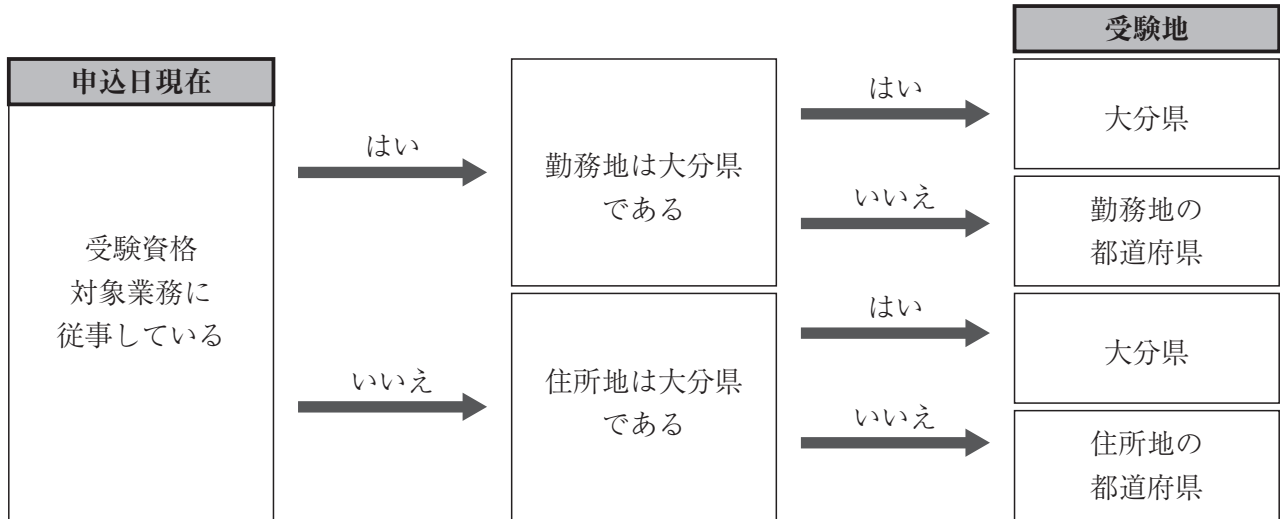 申込日現在
受験資格
対象業務に
従事している
はい
いいえ
勤務地は大分県
である
住所地は大分県
である
はい
いいえ
はい
いいえ
受験地
大分県
勤務地の
都道府県
大分県
住所地の
都道府県